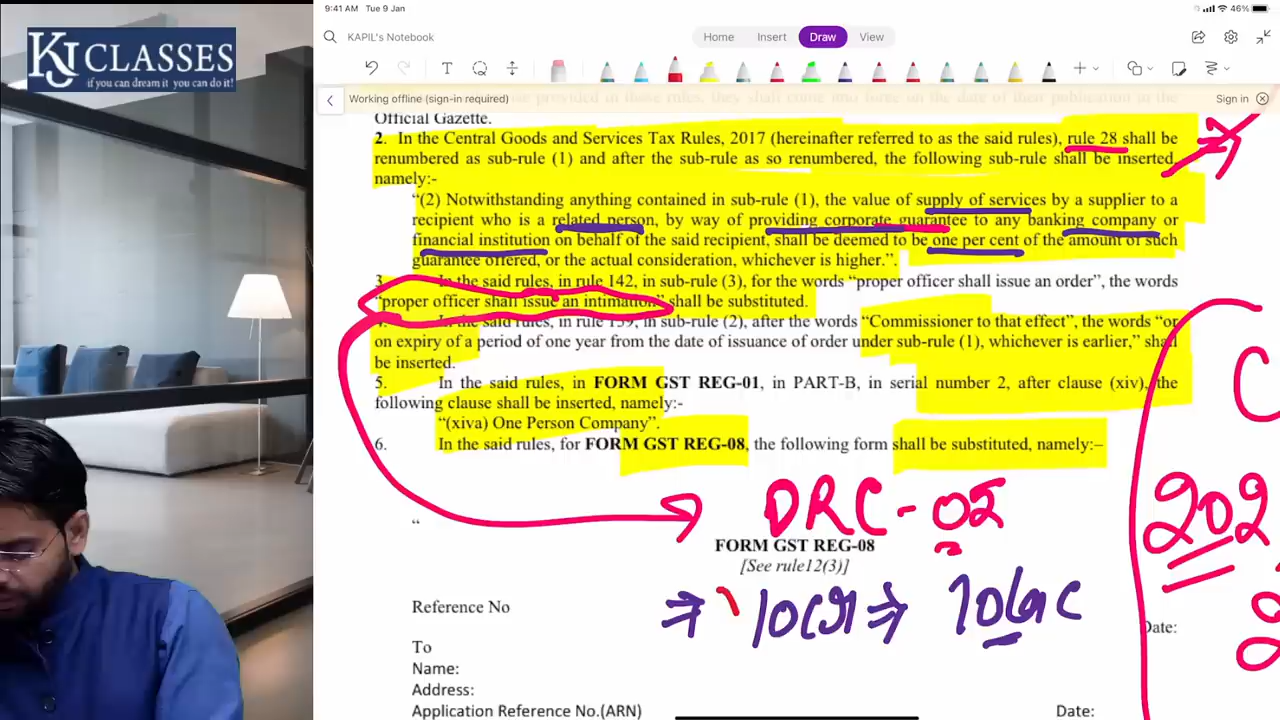 9:41 AM Tue 9 Jan
46%
KJ CLASSES
if you can dream it you can do it!
KAPIL's Notebook
Home Insert Draw View
Working offline (sign-in required)
Sign in
Official Gazette.
2. In the Central Goods and Services Tax Rules, 2017 (hereinafter referred to as the said rules), rule 28 shall be
renumbered as sub-rule (1) and after the sub-rule as so renumbered, the following sub-rule shall be inserted,
namely:-
“(2) Notwithstanding anything contained in sub-rule (1), the value of supply of services by a supplier to a
recipient who is a related person, by way of providing corporate guarantee to any banking company or
financial institution on behalf of the said recipient, shall be deemed to be one per cent of the amount of such
guarantee offered, or the actual consideration, whichever is higher.”.
3. In the said rules, in rule 142, in sub-rule (3), for the words “proper officer shall issue an order”, the words
“proper officer shall issue an intimation” shall be substituted.
In the said rules, in rule 159, in sub-rule (2), after the words “Commissioner to that effect”, the words “or
on expiry of a period of one year from the date of issuance of order under sub-rule (1), whichever is earlier,” shall
be inserted.
5. In the said rules, in FORM GST REG-01, in PART-B, in serial number 2, after clause (xiv), the
following clause shall be inserted, namely:-
“(xiva) One Person Company”.
6. In the said rules, for FORM GST REG-08, the following form shall be substituted, namely:–
202
DRC-05
“
FORM GST REG-08
[See rule12(3)]
⇒ 10CR ⇒ 10Lac
Reference No
Date:
To
Name:
Address:
Application Reference No.(ARN) Date: